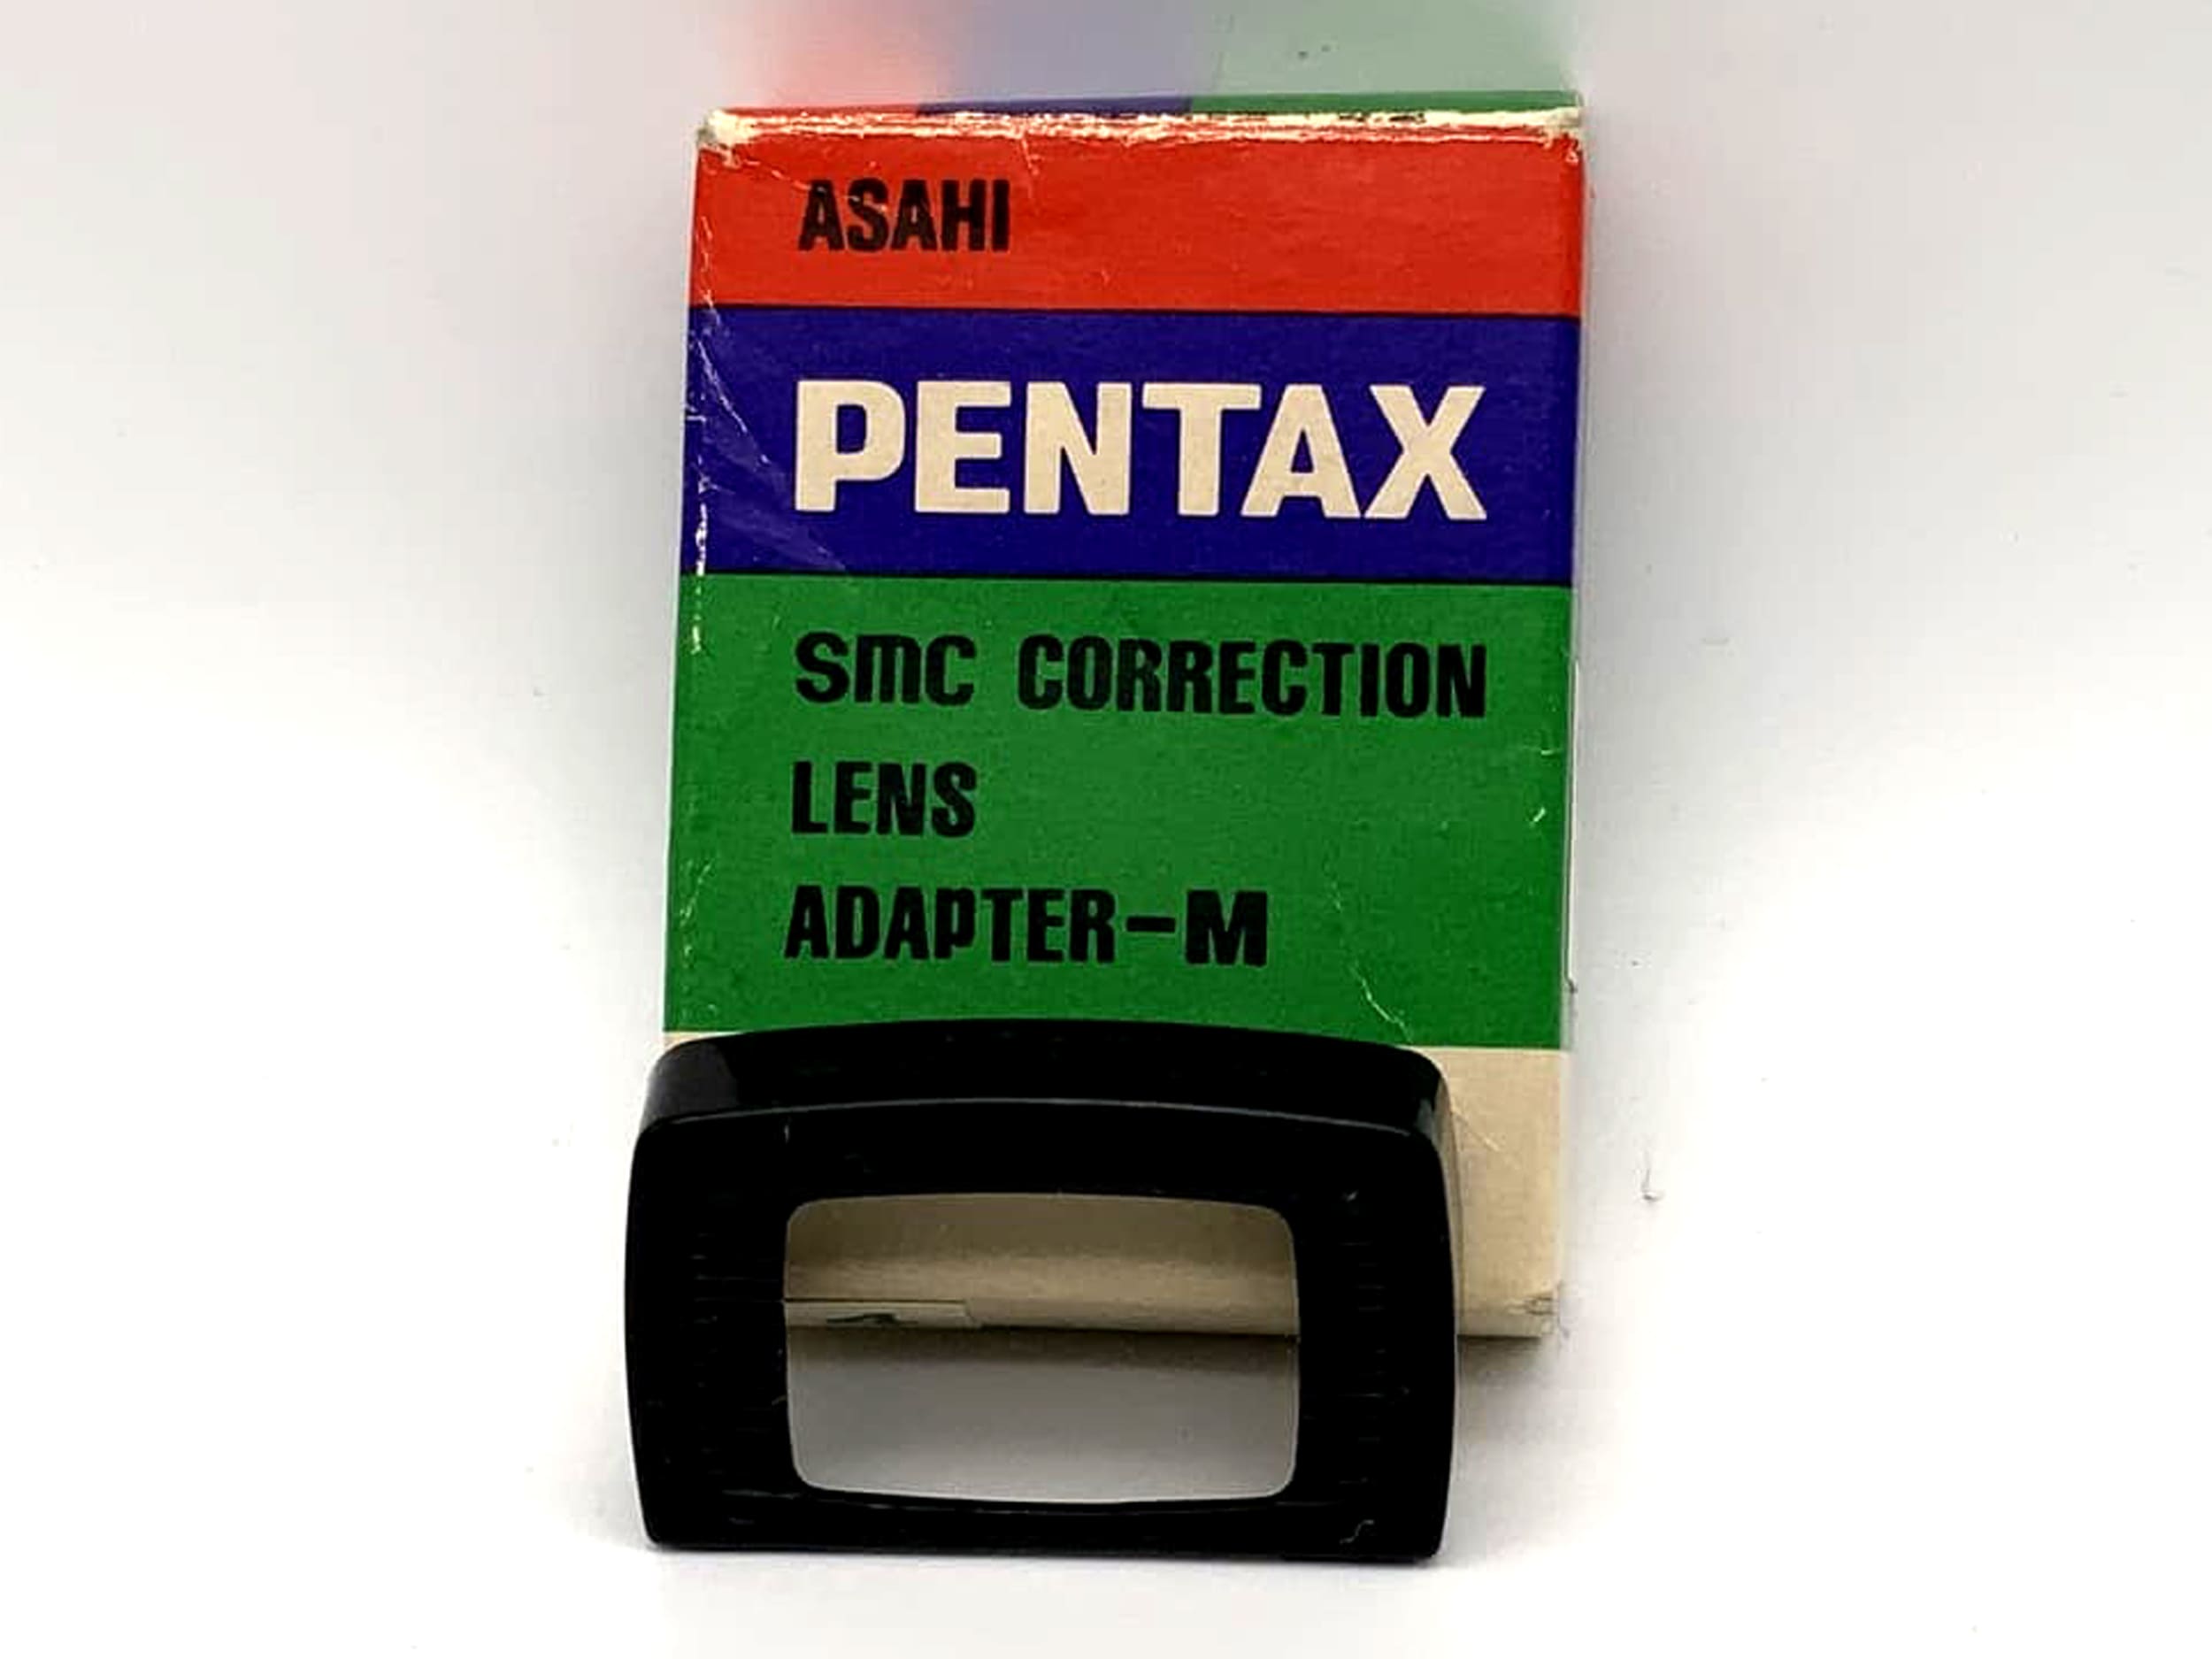 ASAHI
PENTAX
SMC CORRECTION
LENS
ADAPTER-M